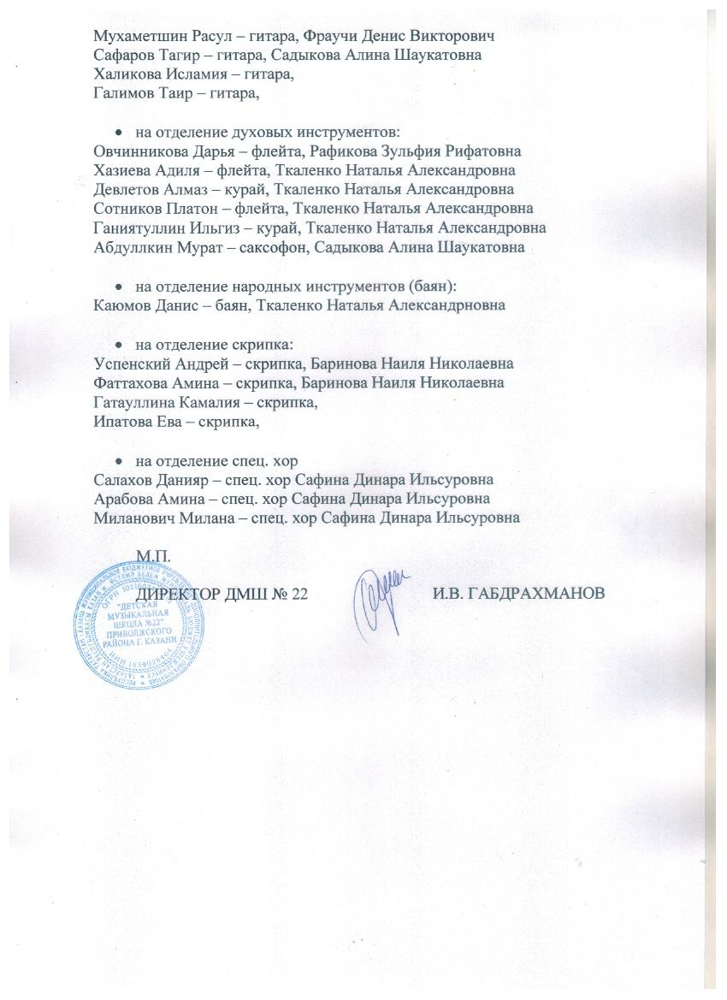 Мухаметшин Расул – гитара, Фраучи Денис Викторович
Сафаров Тагир – гитара, Садыкова Алина Шаукатовна
Халикова Исламия – гитара,
Галимов Таир – гитара,
• на отделение духовых инструментов:
Овчинникова Дарья – флейта, Рафикова Зульфия Рифатовна
Хазиева Адиля – флейта, Ткаленко Наталья Александровна
Девлетов Алмаз – курай, Ткаленко Наталья Александровна
Сотников Платон – флейта, Ткаленко Наталья Александровна
Ганиятуллин Ильгиз – курай, Ткаленко Наталья Александровна
Абдуллкин Мурат – саксофон, Садыкова Алина Шаукатовна
• на отделение народных инструментов (баян):
Каюмов Данис – баян, Ткаленко Наталья Александрновна
• на отделение скрипка:
Успенский Андрей – скрипка, Баринова Наиля Николаевна
Фаттахова Амина – скрипка, Баринова Наиля Николаевна
Гатауллина Камалия – скрипка,
Ипатова Ева – скрипка,
• на отделение спец. хор
Салахов Данияр – спец. хор Сафина Динара Ильсуровна
Арабова Амина – спец. хор Сафина Динара Ильсуровна
Миланович Милана – спец. хор Сафина Динара Ильсуровна
М.П.
ДИРЕКТОР ДМШ № 22 И.В. ГАБДРАХМАНОВ
"ДЕТСКАЯ
МУЗЫКАЛЬНАЯ
ШКОЛА №22"
ПРИВОЛЖСКОГО
РАЙОНА Г. КАЗАНИ